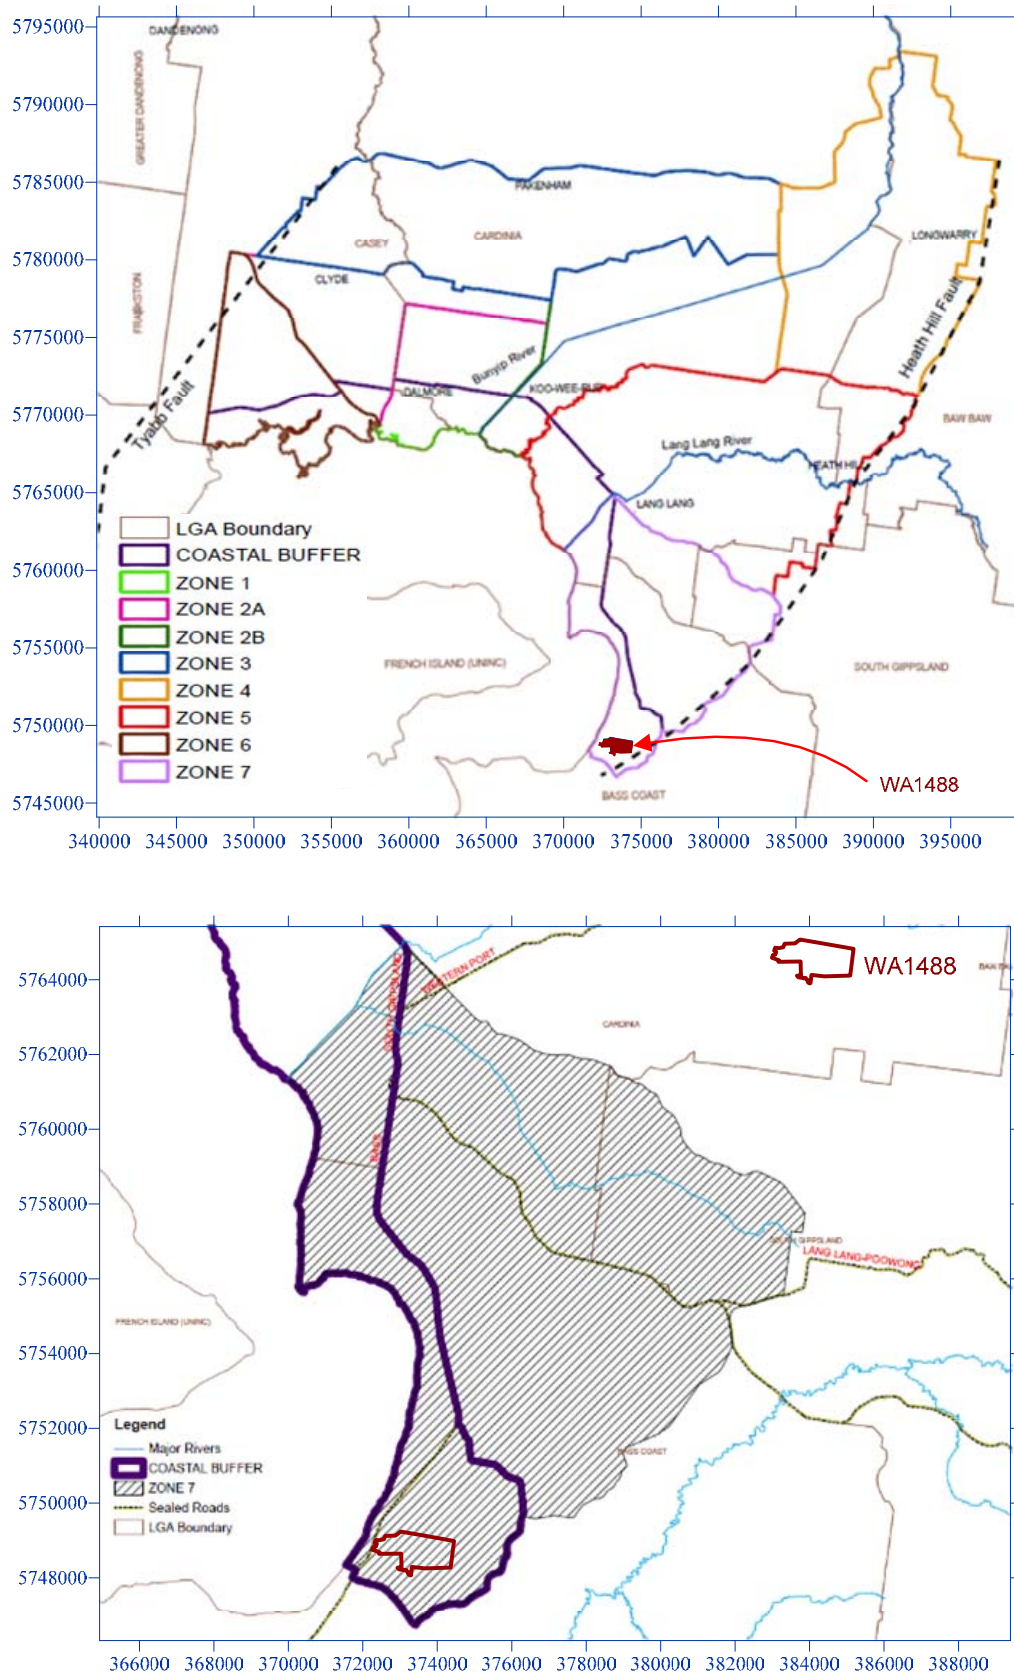 5795000
5790000
5785000
5780000
5775000
5770000
5765000
5760000
5755000
5750000
5745000
DANDENONG
GREATER DANDENONG
FRANKSTON
PAKENHAM
CASEY
CARDINIA
LONGWARRY
CLYDE
Heath Hill Fault
Bunyip River
DALMORE
KOO-WEE-RUP
BAW BAW
Tyabb Fault
Lang Lang River
HEATH HILL
LANG LANG
LGA Boundary
COASTAL BUFFER
ZONE 1
ZONE 2A
ZONE 2B
ZONE 3
ZONE 4
ZONE 5
ZONE 6
ZONE 7
FRENCH ISLAND (UNINC)
SOUTH GIPPSLAND
WA1488
BASS COAST
340000 345000 350000 355000 360000 365000 370000 375000 380000 385000 390000 395000
5764000
5762000
5760000
5758000
5756000
5754000
5752000
5750000
5748000
WA1488
WESTERN PORT
SOUTH GIPPSLAND
CARDINIA
BASS
SOUTH GIPPSLAND
LANG LANG-POOWONG
FRENCH ISLAND (UNINC)
BASS COAST
Legend
Major Rivers
COASTAL BUFFER
ZONE 7
Sealed Roads
LGA Boundary
366000 368000 370000 372000 374000 376000 378000 380000 382000 384000 386000 388000